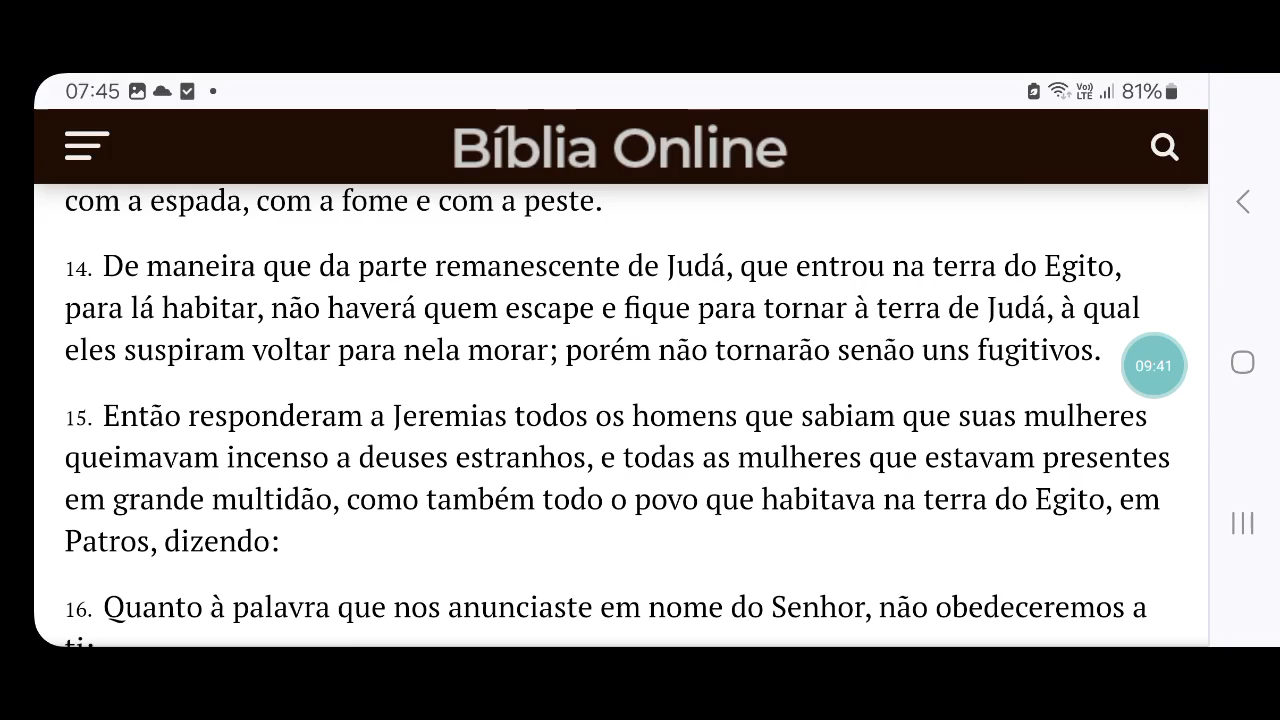 07:45
Vo)) LTE
81%
Bíblia Online
com a espada, com a fome e com a peste.
14. De maneira que da parte remanescente de Judá, que entrou na terra do Egito,
para lá habitar, não haverá quem escape e fique para tornar à terra de Judá, à qual
eles suspiram voltar para nela morar; porém não tornarão senão uns fugitivos.
09:41
15. Então responderam a Jeremias todos os homens que sabiam que suas mulheres
queimavam incenso a deuses estranhos, e todas as mulheres que estavam presentes
em grande multidão, como também todo o povo que habitava na terra do Egito, em
Patros, dizendo:
16. Quanto à palavra que nos anunciaste em nome do Senhor, não obedeceremos a
ti: